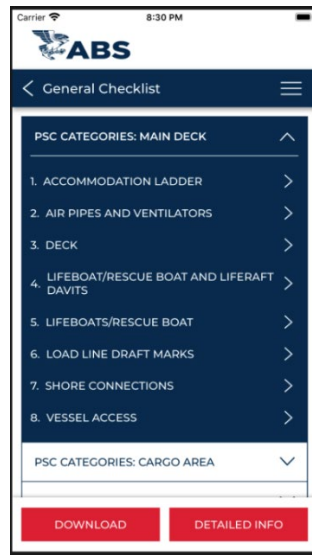 Carrier 8:30 PM
ABS
General Checklist
PSC CATEGORIES: MAIN DECK
1. ACCOMMODATION LADDER
2. AIR PIPES AND VENTILATORS
3. DECK
4. LIFEBOAT/RESCUE BOAT AND LIFERAFT
DAVITS
5. LIFEBOATS/RESCUE BOAT
6. LOAD LINE DRAFT MARKS
7. SHORE CONNECTIONS
8. VESSEL ACCESS
PSC CATEGORIES: CARGO AREA
DOWNLOAD DETAILED INFO